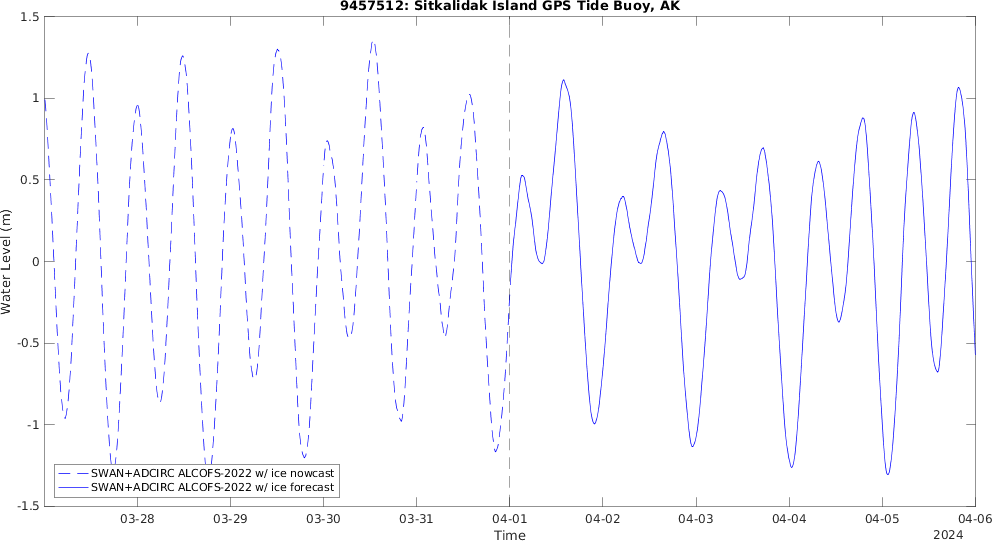 9457512: Sitkalidak Island GPS Tide Buoy, AK
1.5
1
0.5
0
-0.5
-1
-1.5
Water Level (m)
SWAN+ADCIRC ALCOFS-2022 w/ ice nowcast
SWAN+ADCIRC ALCOFS-2022 w/ ice forecast
03-28 03-29 03-30 03-31 04-01 04-02 04-03 04-04 04-05 04-06
Time
2024